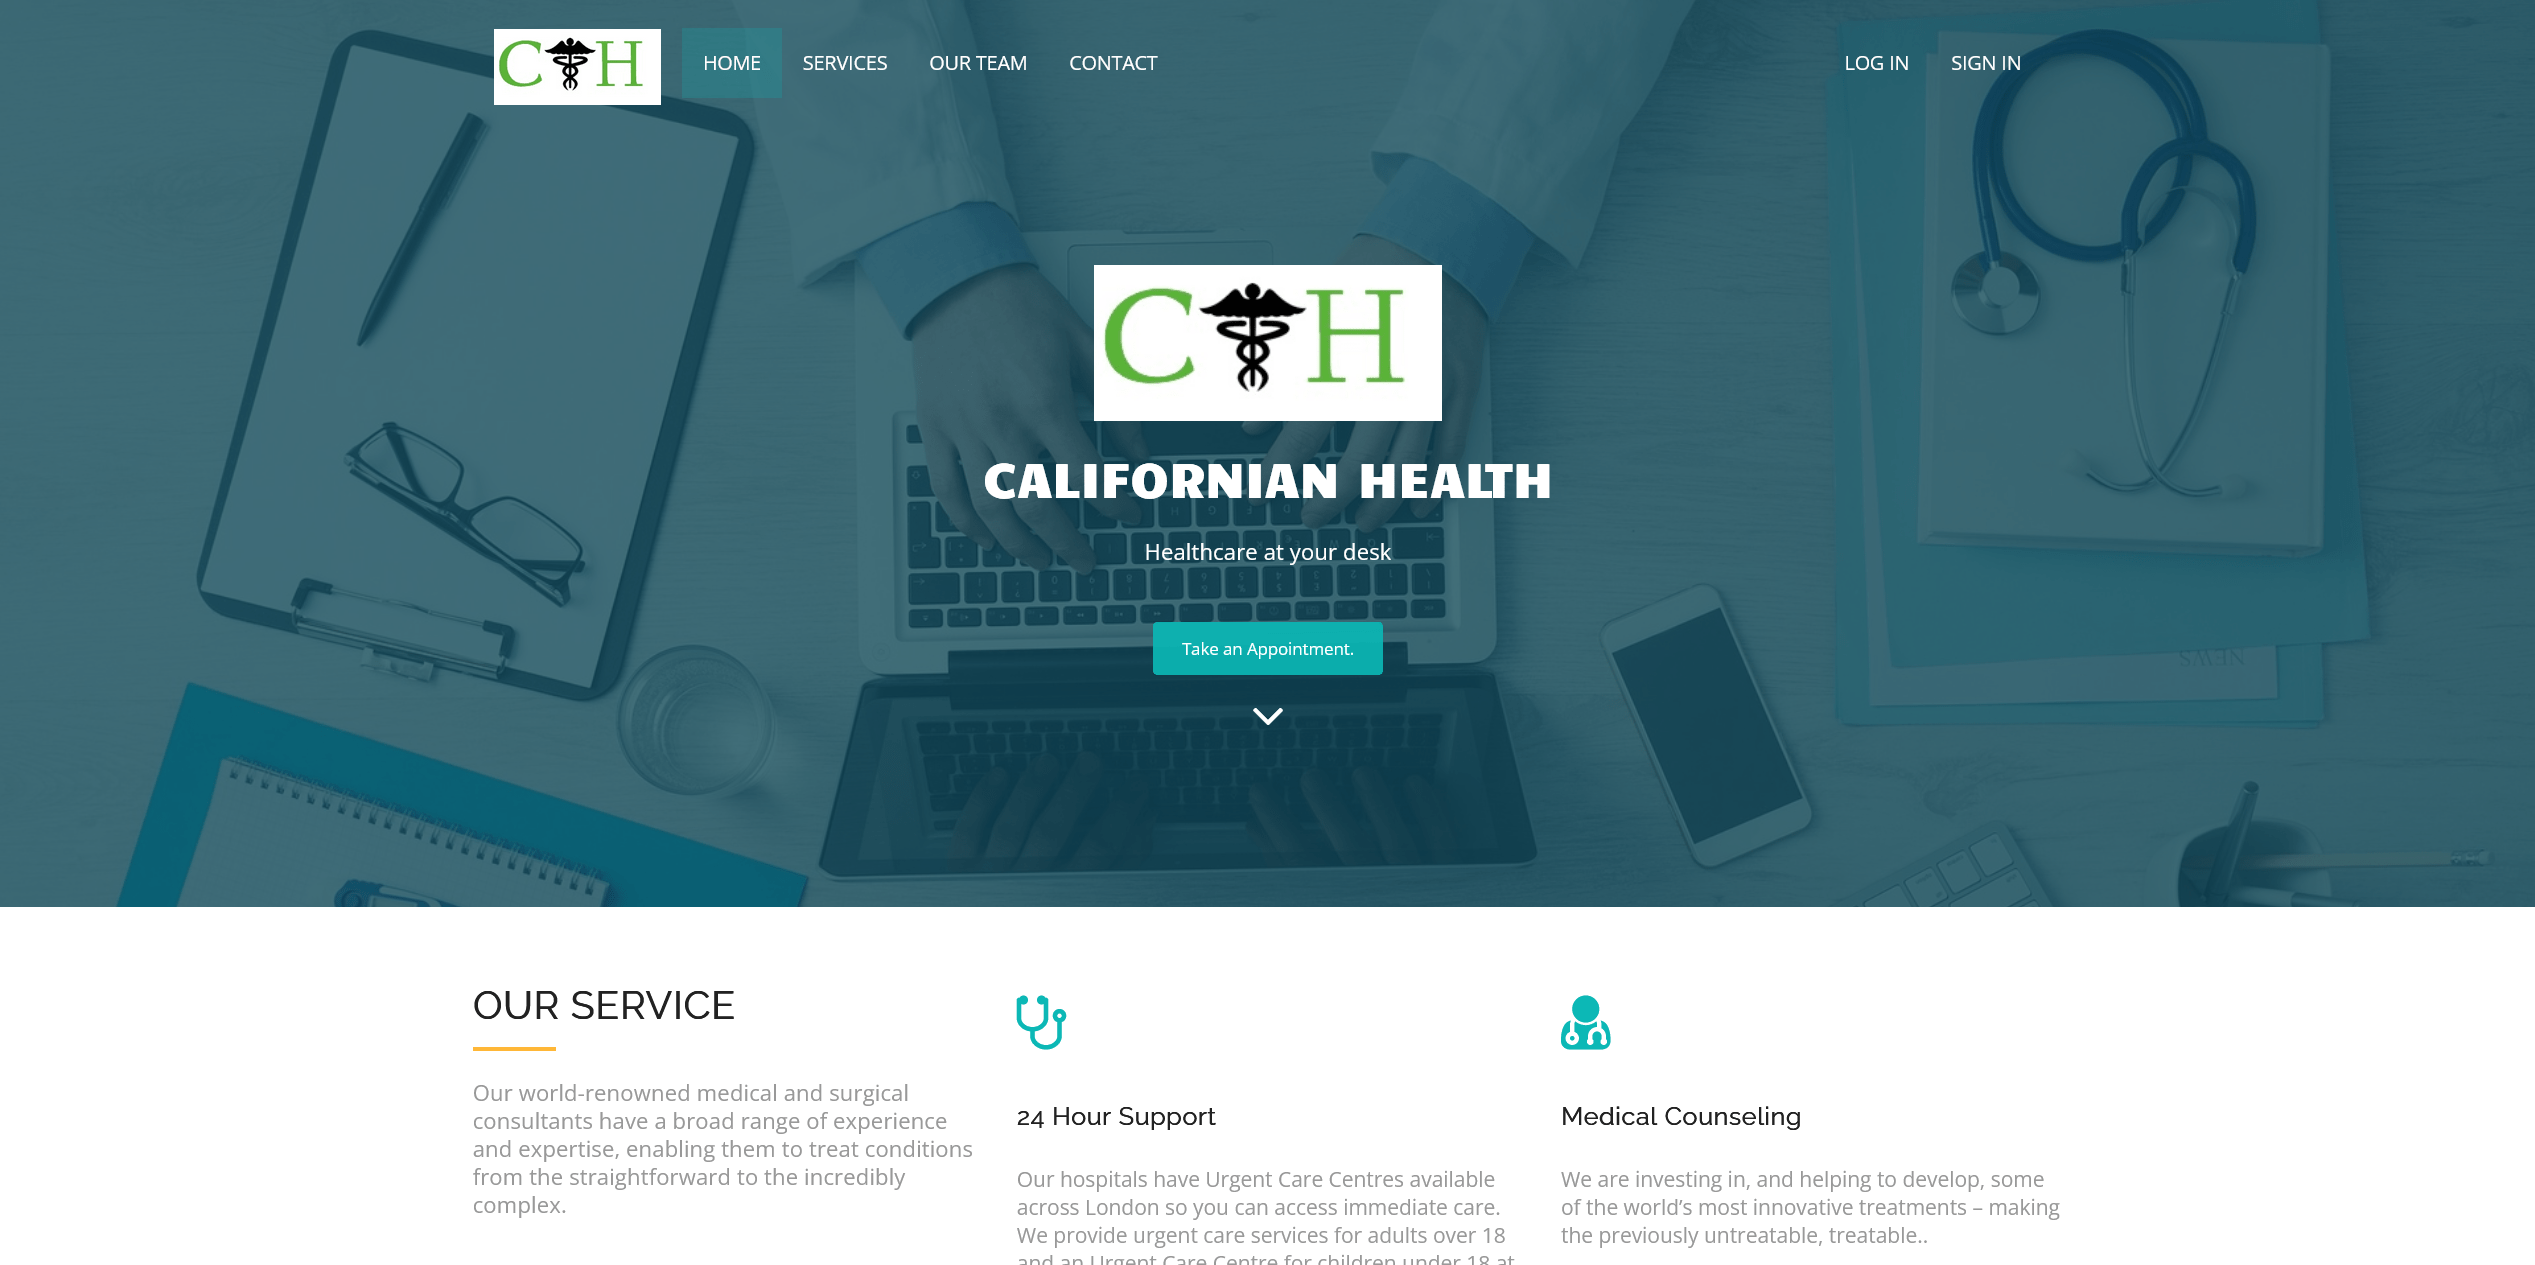 C H HOME SERVICES OUR TEAM CONTACT LOG IN SIGN IN
C H
CALIFORNIAN HEALTH
Healthcare at your desk
Take an Appointment.
NEWS
OUR SERVICE
Our world-renowned medical and surgical
consultants have a broad range of experience
and expertise, enabling them to treat conditions
from the straightforward to the incredibly
complex.
24 Hour Support
Our hospitals have Urgent Care Centres available
across London so you can access immediate care.
We provide urgent care services for adults over 18
and an Urgent Care Centre for children under 18 at
Medical Counseling
We are investing in, and helping to develop, some
of the world’s most innovative treatments – making
the previously untreatable, treatable..